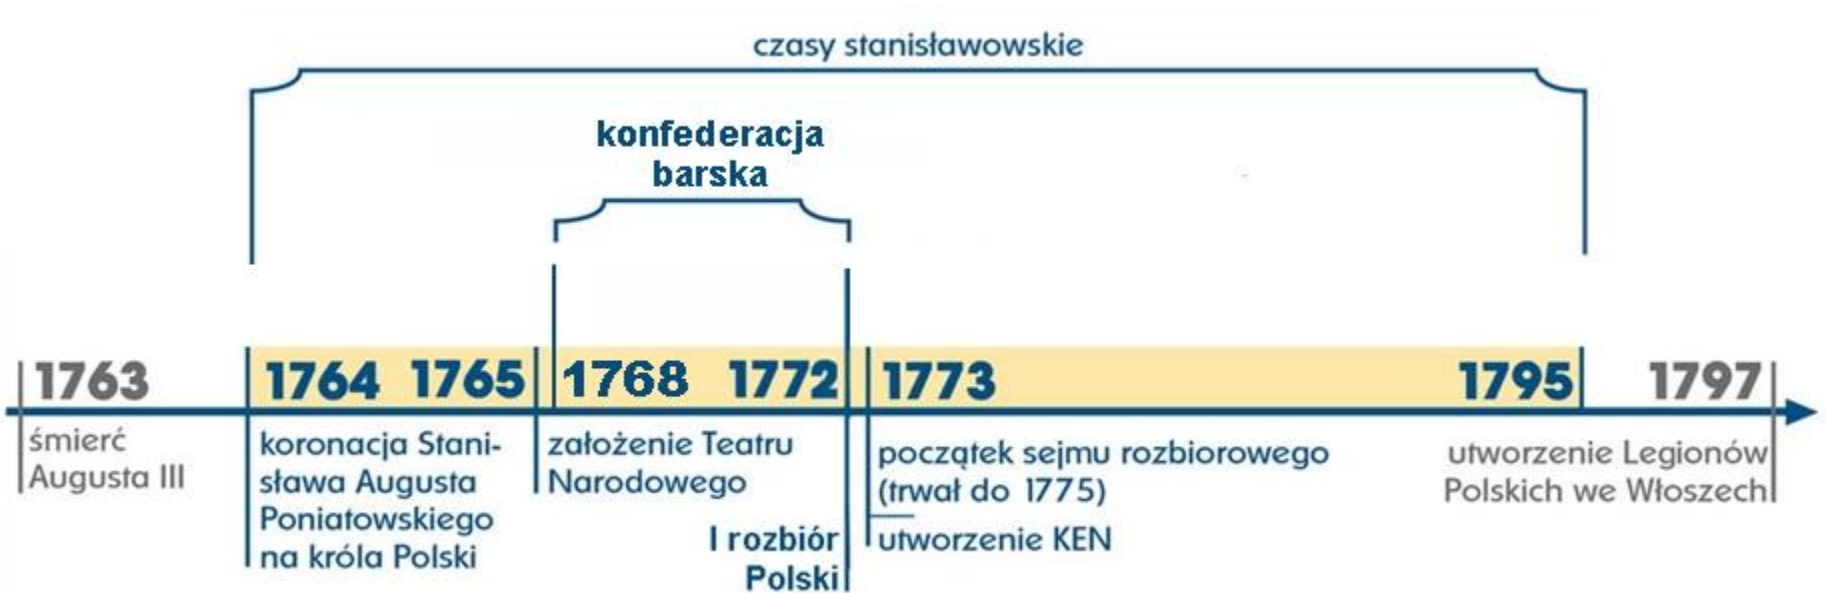 czasy stanisławowskie
konfederacja
barska
1763
1764
1765
1768
1772
1773
1795
1797
śmierć
Augusta III
koronacja Stani-
sława Augusta
Poniatowskiego
na króla Polski
założenie Teatru
Narodowego
I rozbiór
Polski
początek sejmu rozbiorowego
(trwał do 1775)
utworzenie KEN
utworzenie Legionów
Polskich we Włoszech